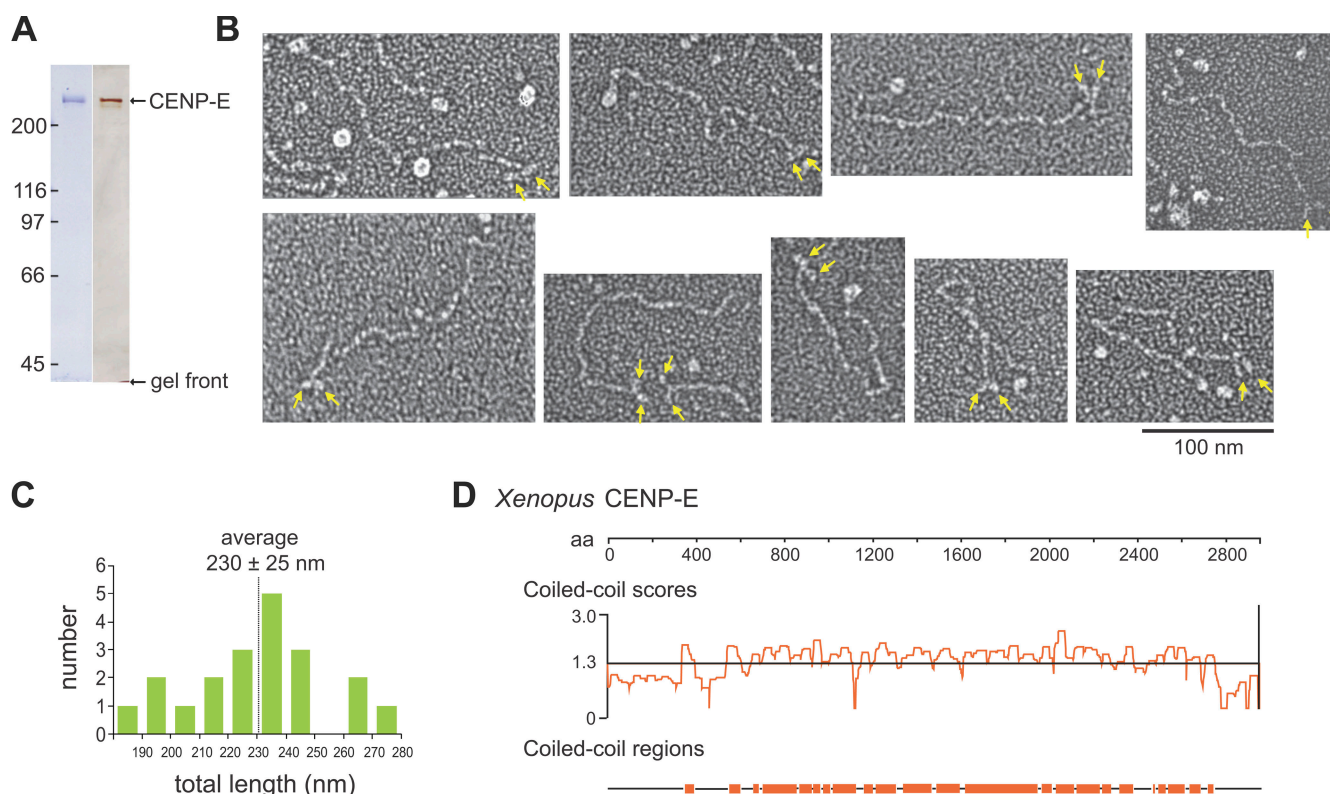 A
B
CENP-E
200
116
97
66
45
gel front
100 nm
C
average
230 ± 25 nm
number
6
5
4
3
2
1
0
190 200 210 220 230 240 250 260 270 280
total length (nm)
D Xenopus CENP-E
aa
0 400 800 1200 1600 2000 2400 2800
Coiled-coil scores
3.0
1.3
0
Coiled-coil regions